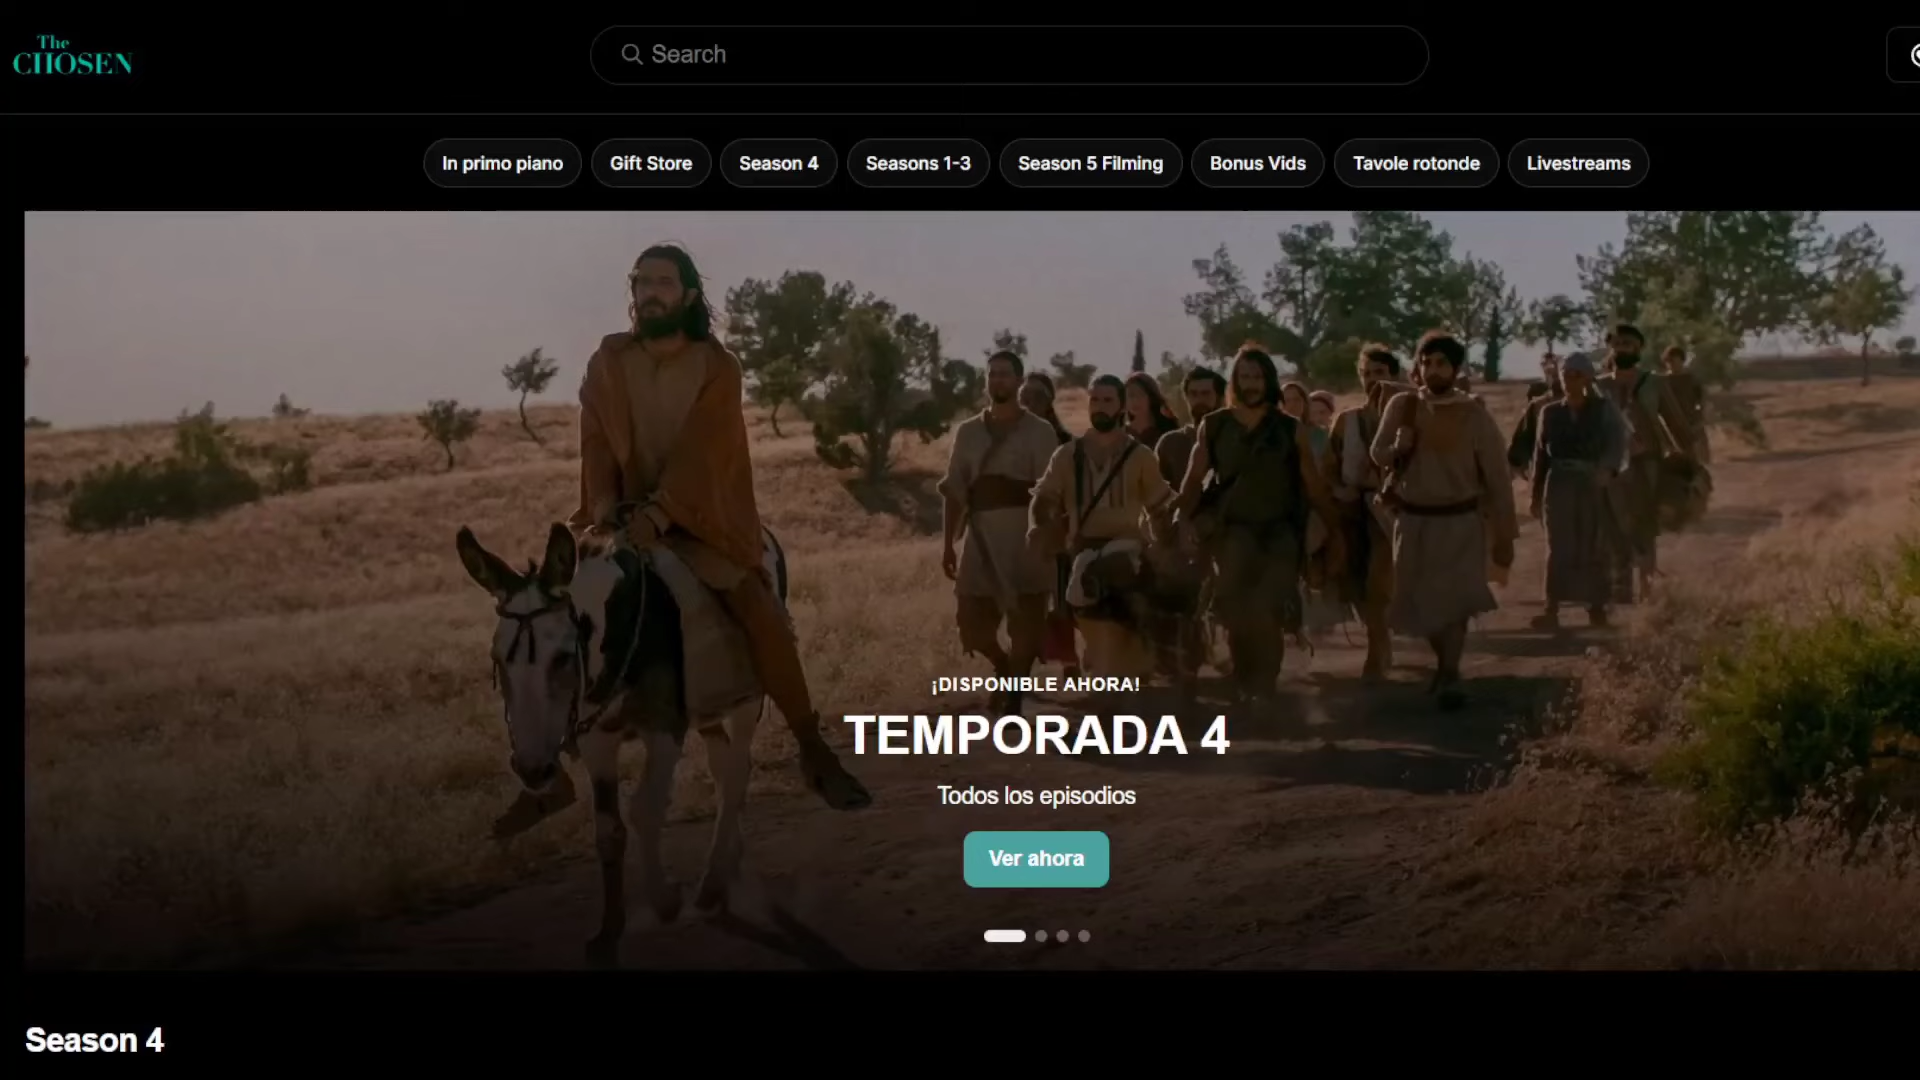 The
CHOSEN
Search
In primo piano
Gift Store
Season 4
Seasons 1-3
Season 5 Filming
Bonus Vids
Tavole rotonde
Livestreams
¡DISPONIBLE AHORA!
TEMPORADA 4
Todos los episodios
Ver ahora
Season 4